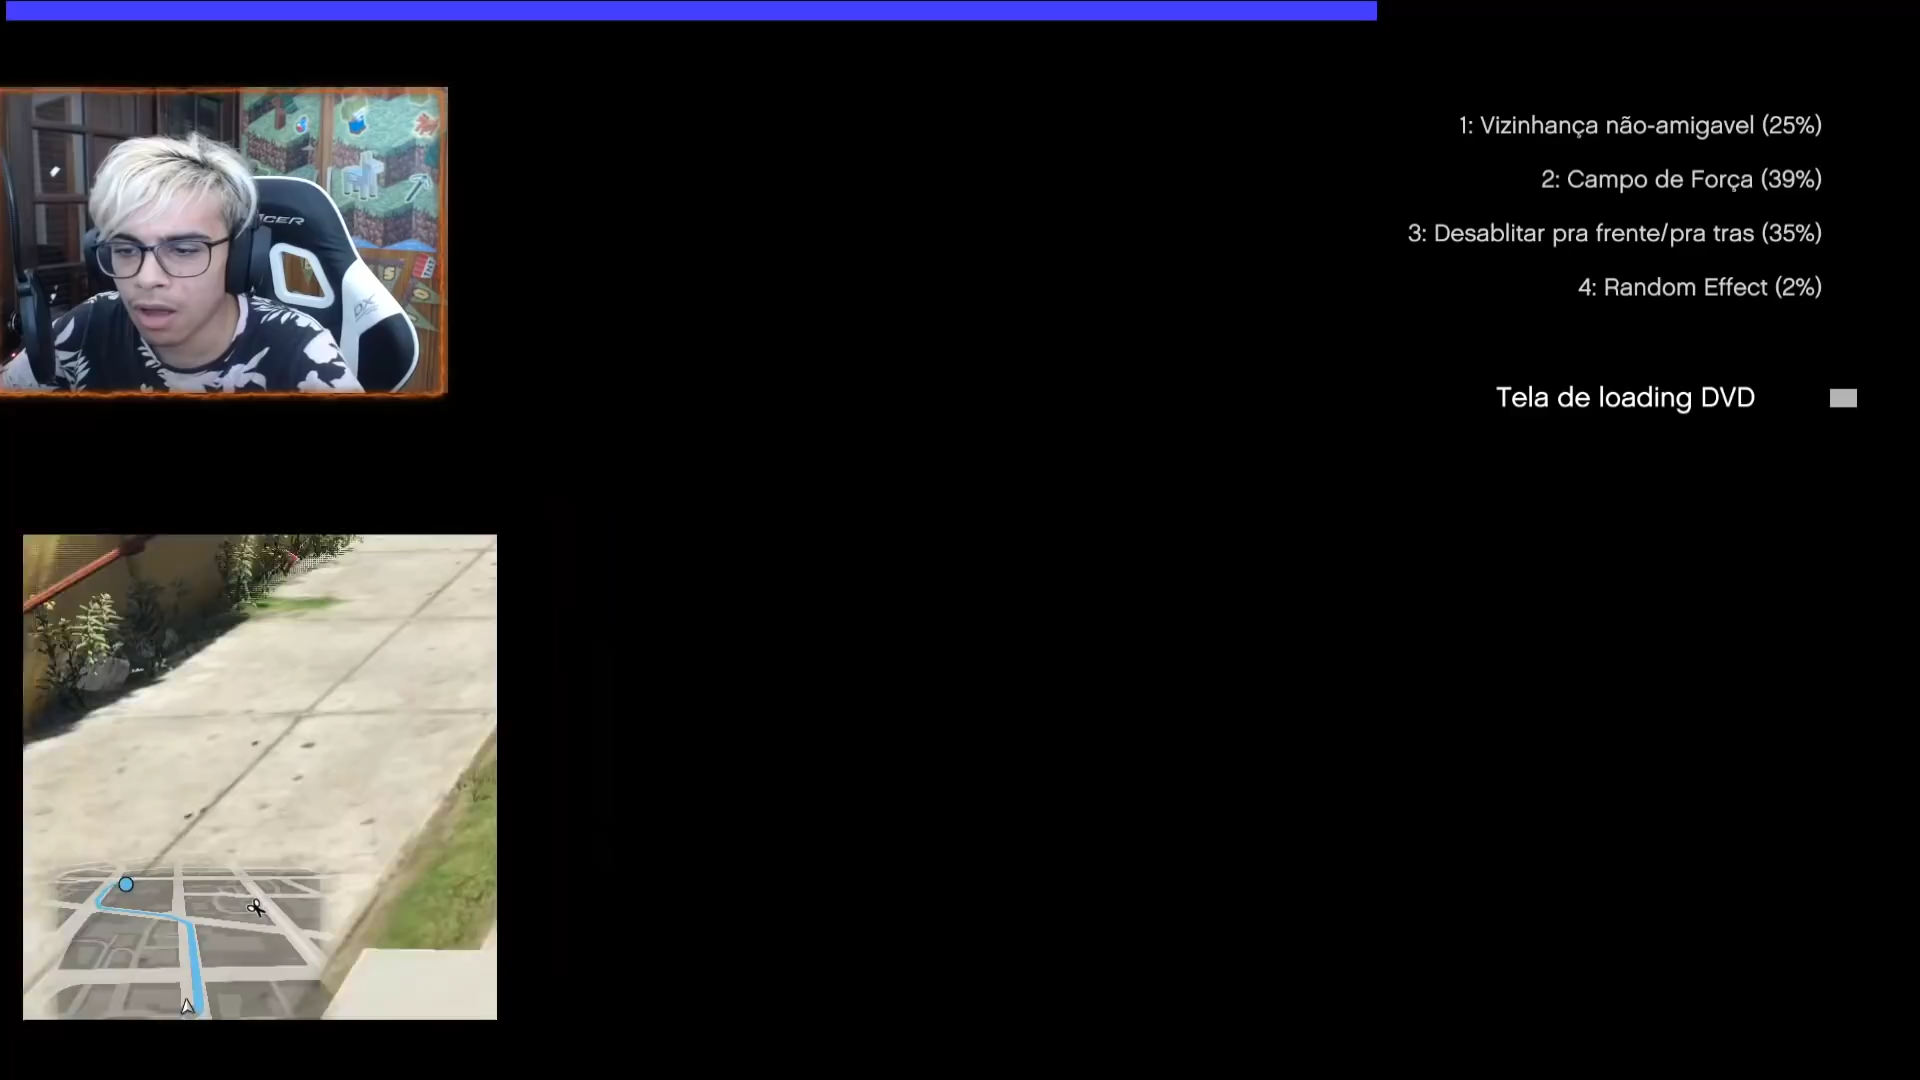 1: Vizinhança não-amigavel (25%)
2: Campo de Força (39%)
3: Desablitar pra frente/pra tras (35%)
4: Random Effect (2%)
Tela de loading DVD
DX